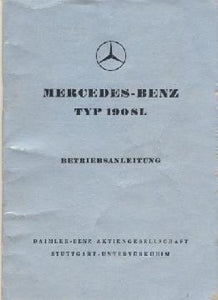 MERCEDES-BENZ
TYP 190 SL
BETRIEBSANLEITUNG
DAIMLER-BENZ AKTIENGESELLSCHAFT
STUTTGART-UNTERTÜRKHEIM